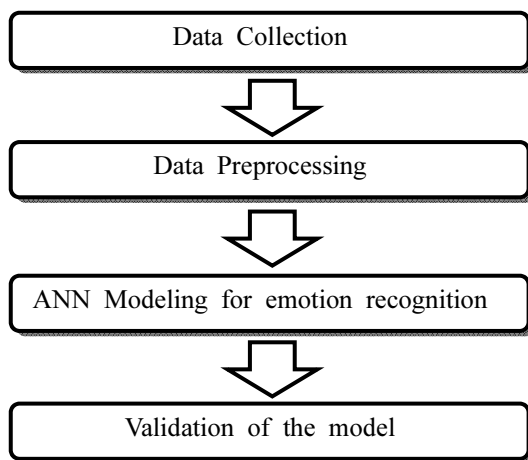 Data Collection
Data Preprocessing
ANN Modeling for emotion recognition
Validation of the model